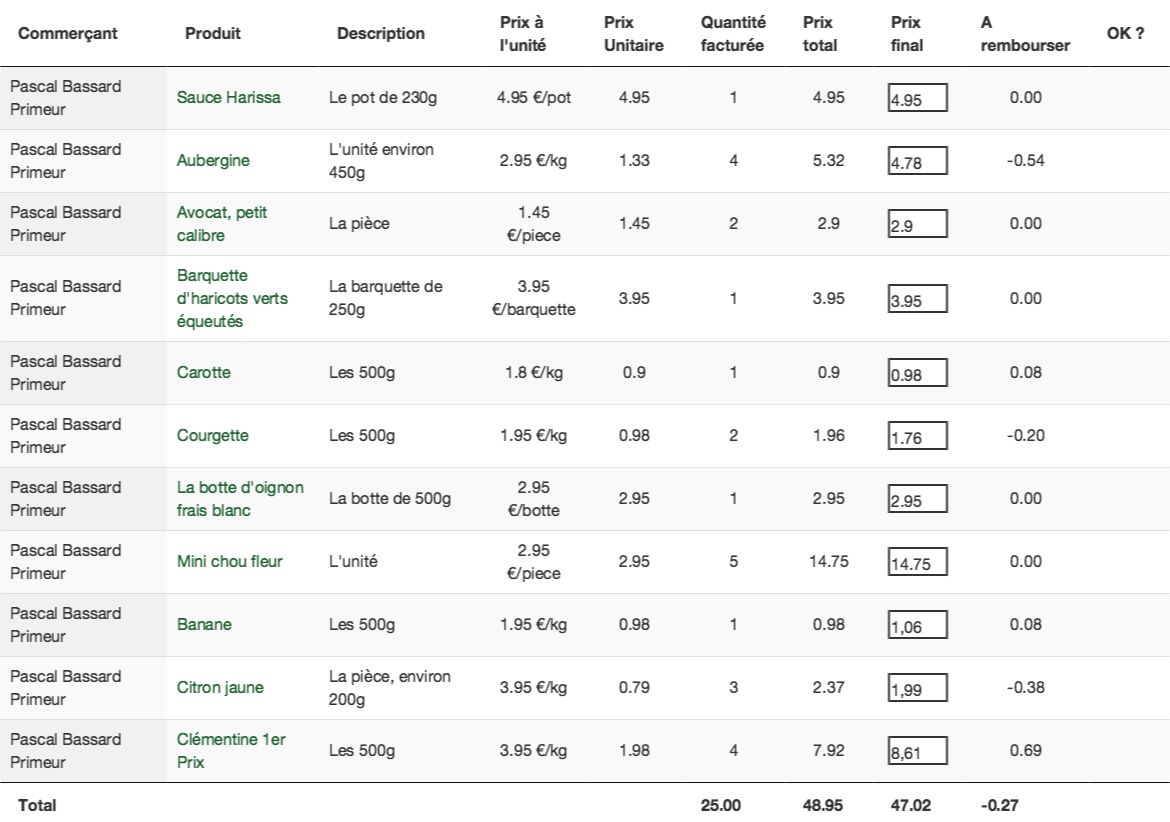 Commerçant Produit Description Prix à l'unité Prix Unitaire Quantité facturée Prix total Prix final A rembourser OK ?
Pascal Bassard Primeur Sauce Harissa Le pot de 230g 4.95 €/pot 4.95 1 4.95 4.95 0.00
Pascal Bassard Primeur Aubergine L'unité environ 450g 2.95 €/kg 1.33 4 5.32 4.78 -0.54
Pascal Bassard Primeur Avocat, petit calibre La pièce 1.45 €/piece 1.45 2 2.9 2.9 0.00
Pascal Bassard Primeur Barquette d'haricots verts équeutés La barquette de 250g 3.95 €/barquette 3.95 1 3.95 3.95 0.00
Pascal Bassard Primeur Carotte Les 500g 1.8 €/kg 0.9 1 0.9 0.98 0.08
Pascal Bassard Primeur Courgette Les 500g 1.95 €/kg 0.98 2 1.96 1.76 -0.20
Pascal Bassard Primeur La botte d'oignon frais blanc La botte de 500g 2.95 €/botte 2.95 1 2.95 2.95 0.00
Pascal Bassard Primeur Mini chou fleur L'unité 2.95 €/piece 2.95 5 14.75 14.75 0.00
Pascal Bassard Primeur Banane Les 500g 1.95 €/kg 0.98 1 0.98 1,06 0.08
Pascal Bassard Primeur Citron jaune La pièce, environ 200g 3.95 €/kg 0.79 3 2.37 1,99 -0.38
Pascal Bassard Primeur Clémentine 1er Prix Les 500g 3.95 €/kg 1.98 4 7.92 8,61 0.69
Total 25.00 48.95 47.02 -0.27